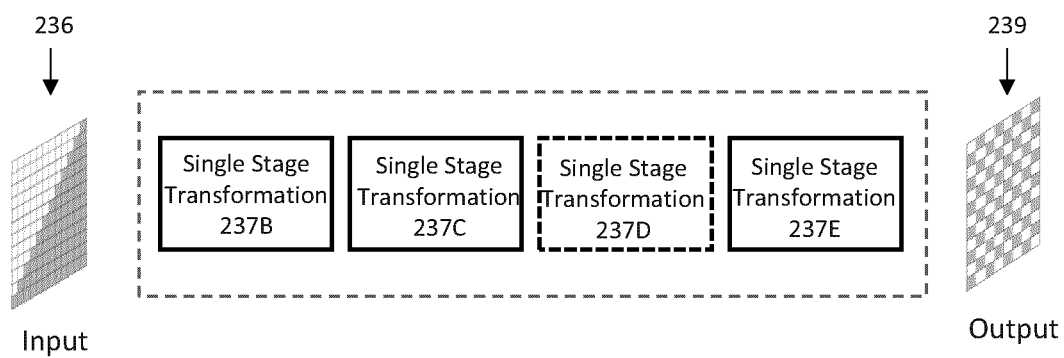 236
239
Single Stage
Transformation
237B
Single Stage
Transformation
237C
Single Stage
Transformation
237D
Single Stage
Transformation
237E
Input
Output